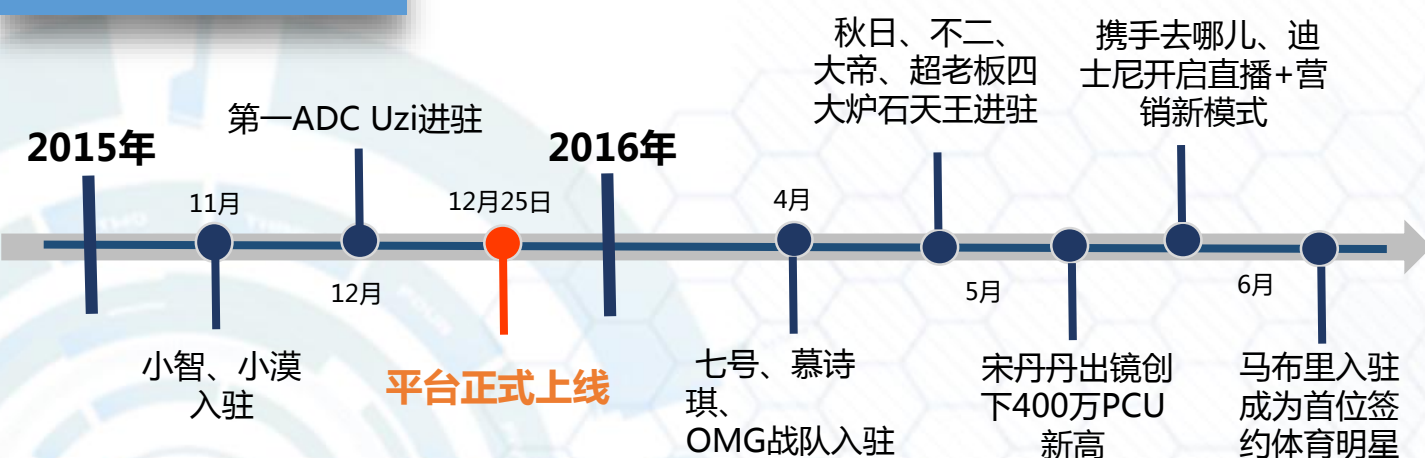 秋日、不二、
大帝、超老板四
大炉石天王进驻
携手去哪儿、迪
士尼开启直播+营
销新模式
第一ADC Uzi进驻
2015年
2016年
11月
12月25日
4月
12月
5月
6月
小智、小漠
入驻
平台正式上线
七号、慕诗
琪、
OMG战队入驻
宋丹丹出镜创
下400万PCU
新高
马布里入驻
成为首位签
约体育明星